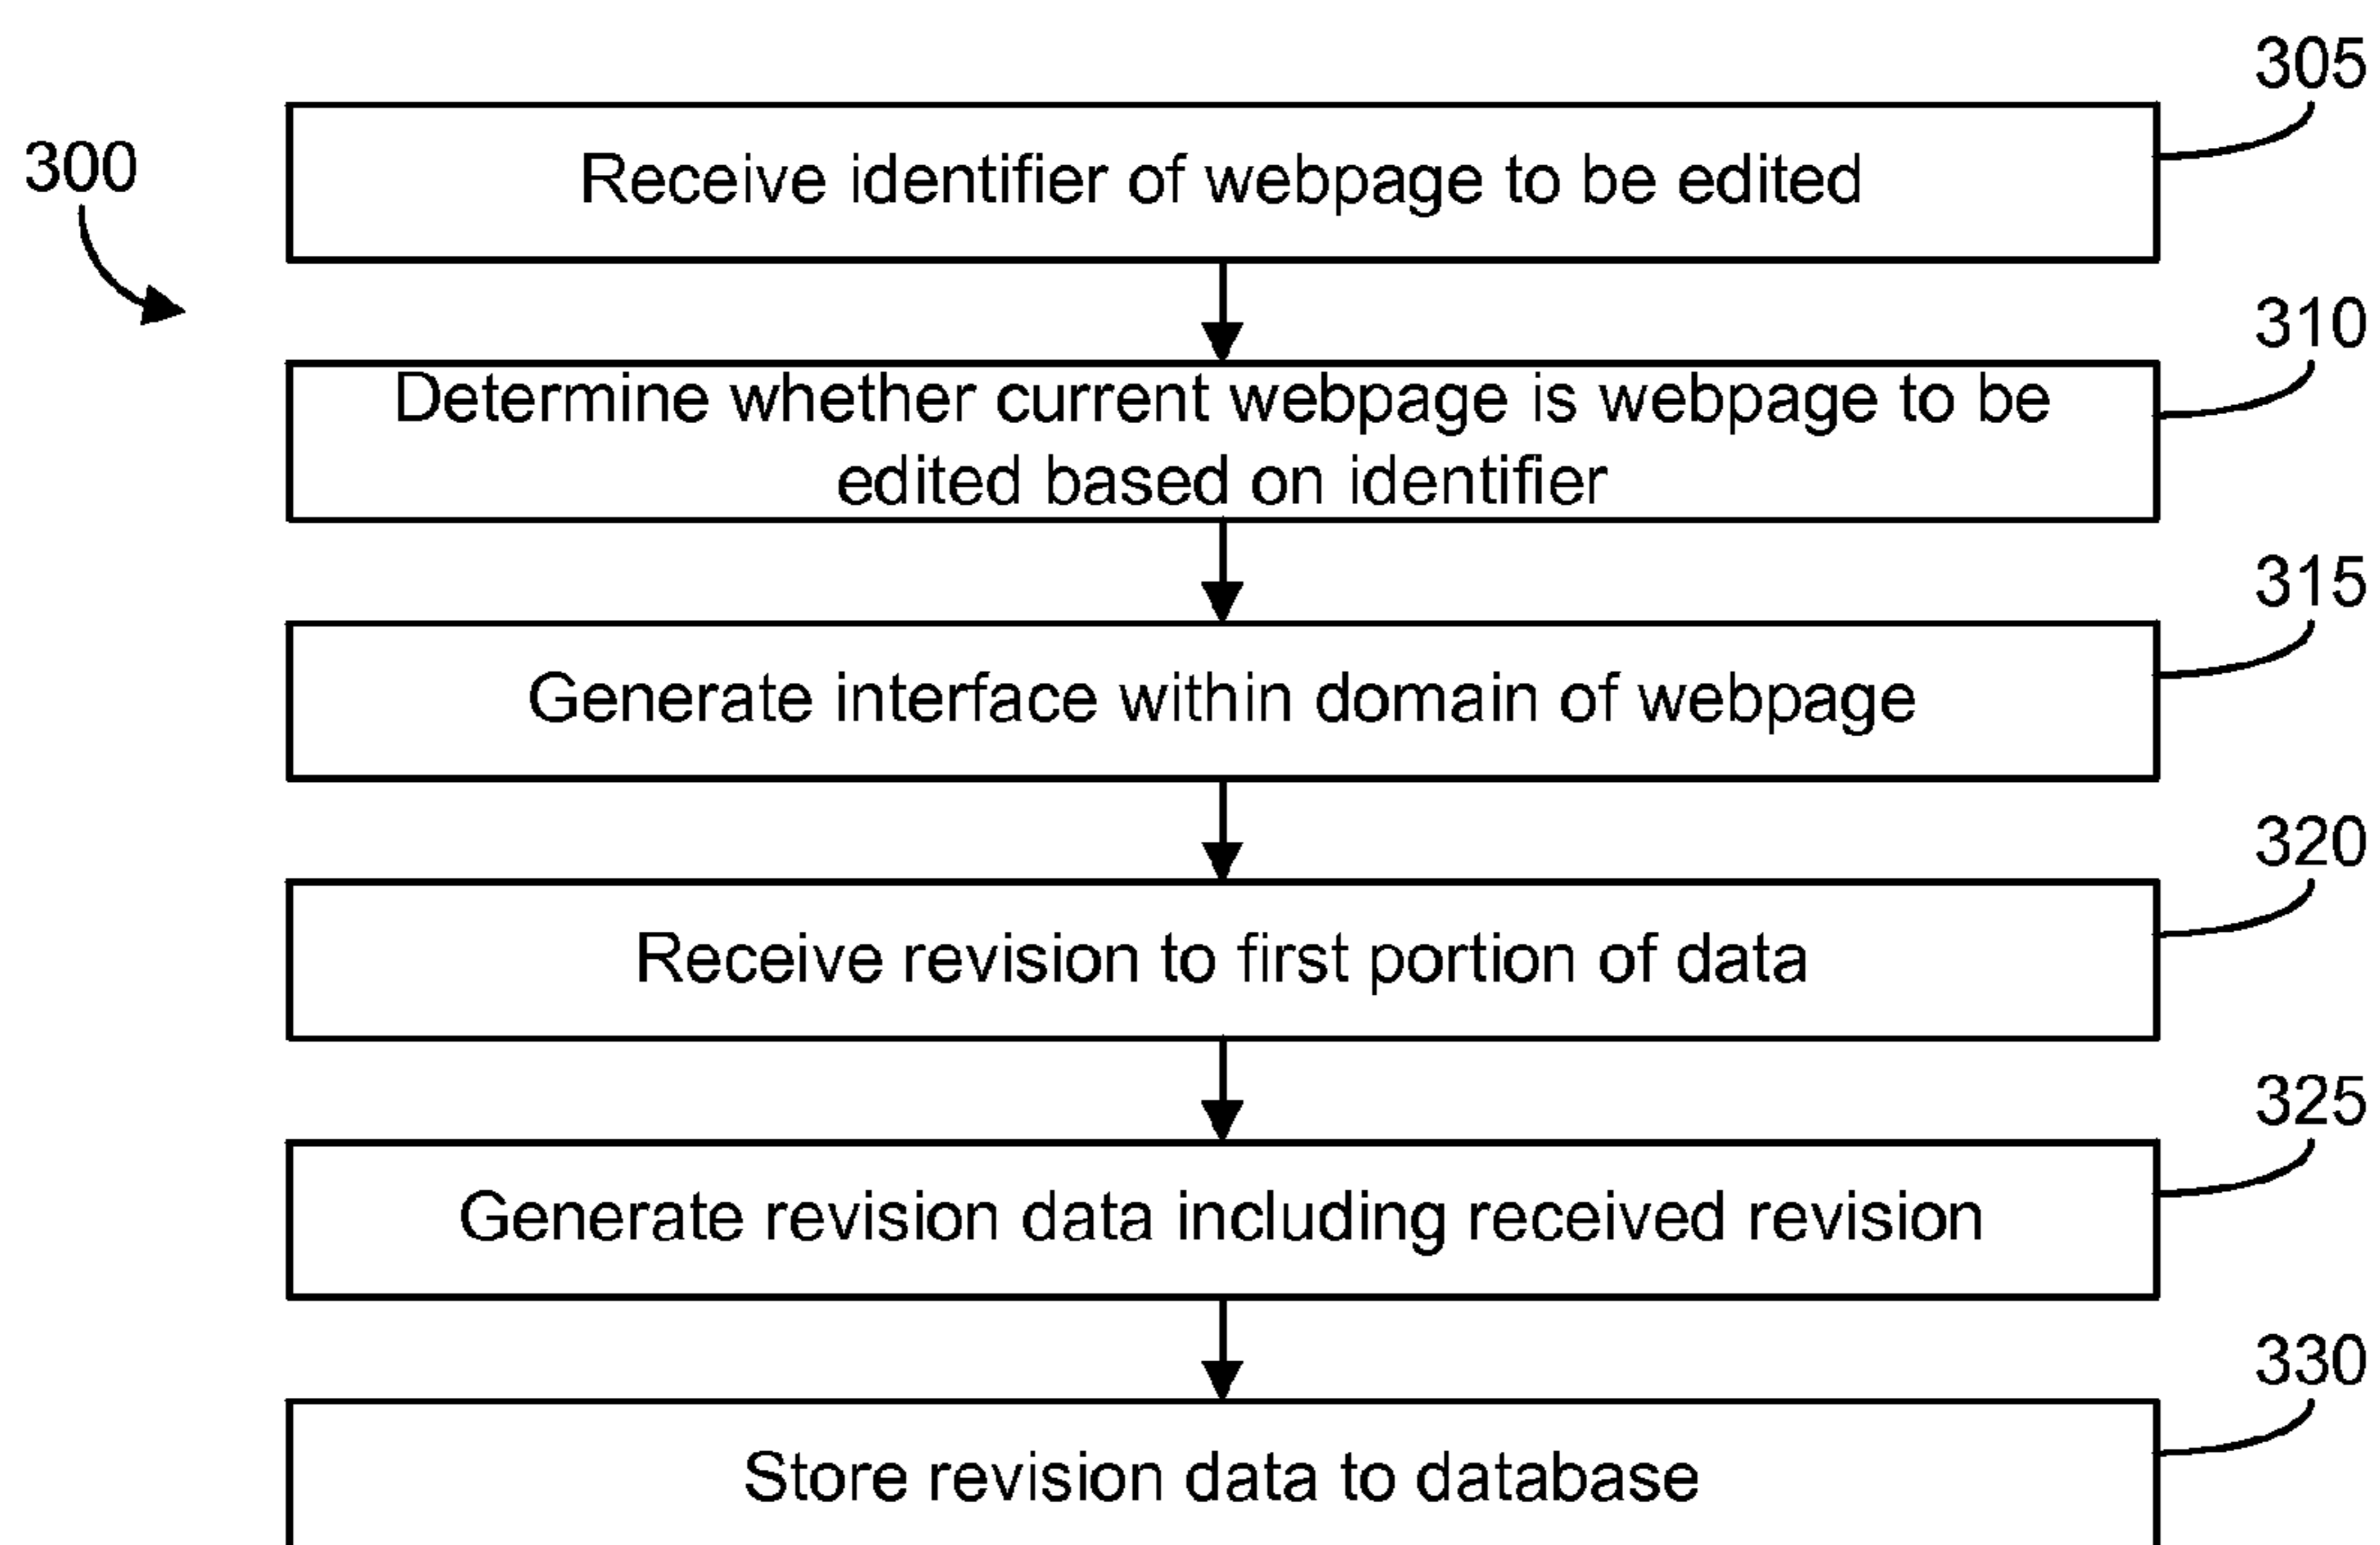 305
300
Receive identifier of webpage to be edited
310
Determine whether current webpage is webpage to be
edited based on identifier
315
Generate interface within domain of webpage
320
Receive revision to first portion of data
325
Generate revision data including received revision
330
Store revision data to database